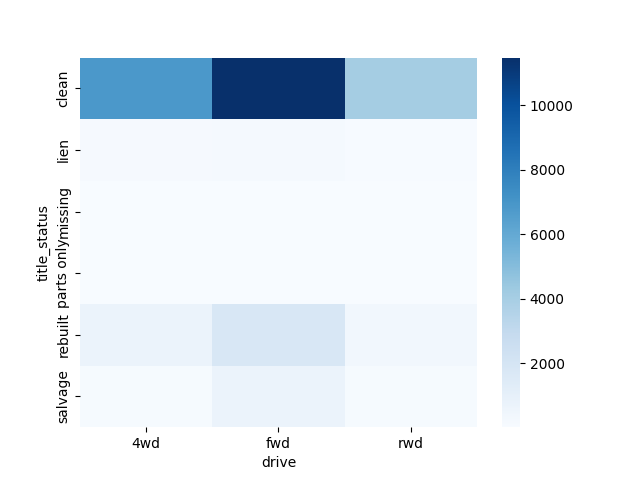 title_status
clean
lien
missing
parts only
rebuilt
salvage
4wd
fwd
rwd
drive
10000
8000
6000
4000
2000